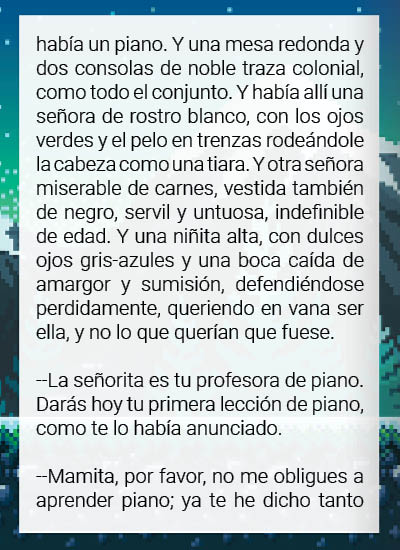 había un piano. Y una mesa redonda y
dos consolas de noble traza colonial,
como todo el conjunto. Y había allí una
señora de rostro blanco, con los ojos
verdes y el pelo en trenzas rodeándole
la cabeza como una tiara. Y otra señora
miserable de carnes, vestida también
de negro, servil y untuosa, indefinible
de edad. Y una niñita alta, con dulces
ojos gris-azules y una boca caída de
amargor y sumisión, defendiéndose
perdidamente, queriendo en vana ser
ella, y no lo que querían que fuese.
--La señorita es tu profesora de piano.
Darás hoy tu primera lección de piano,
como te lo había anunciado.
--Mamita, por favor, no me obligues a
aprender piano; ya te he dicho tanto